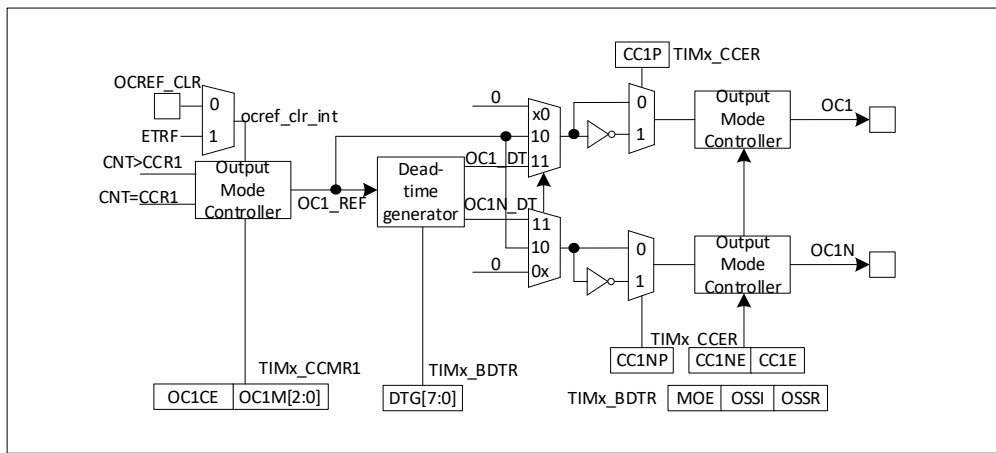 CC1P TIMx_CCER
OCREF_CLR
0
ocref_clr_int
ETRF
1
0
x0
10
11
0
1
Output Mode Controller
OC1
CNT>CCR1
CNT=CCR1
Output Mode Controller
OC1_REF
Dead-time generator
OC1_DT
OC1N_DT
11
10
0x
0
0
1
Output Mode Controller
OC1N
TIMx_CCMR1
OC1CE OC1M[2:0]
TIMx_BDTR
DTG[7:0]
TIMx_CCER
CC1NP CC1NE CC1E
TIMx_BDTR MOE OSSI OSSR